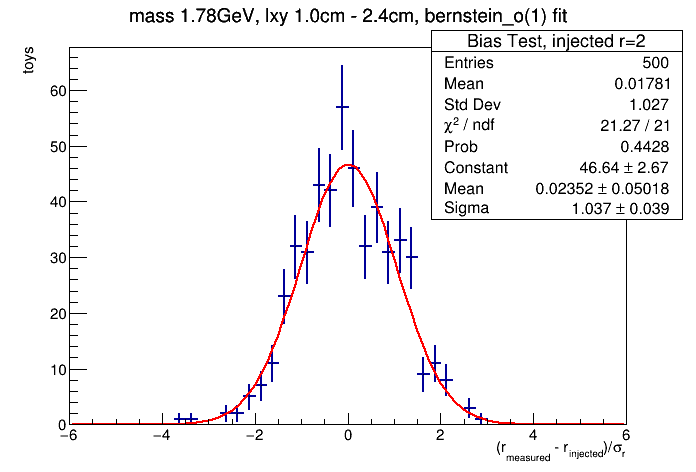 mass 1.78GeV, lxy 1.0cm - 2.4cm, bernstein_o(1) fit
Bias Test, injected r=2
Entries 500
Mean 0.01781
Std Dev 1.027
χ² / ndf 21.27 / 21
Prob 0.4428
Constant 46.64 ± 2.67
Mean 0.02352 ± 0.05018
Sigma 1.037 ± 0.039
toys
60
50
40
30
20
10
0
−6 −4 −2 0 2 4 6
(r_measured - r_injected)/σ_r